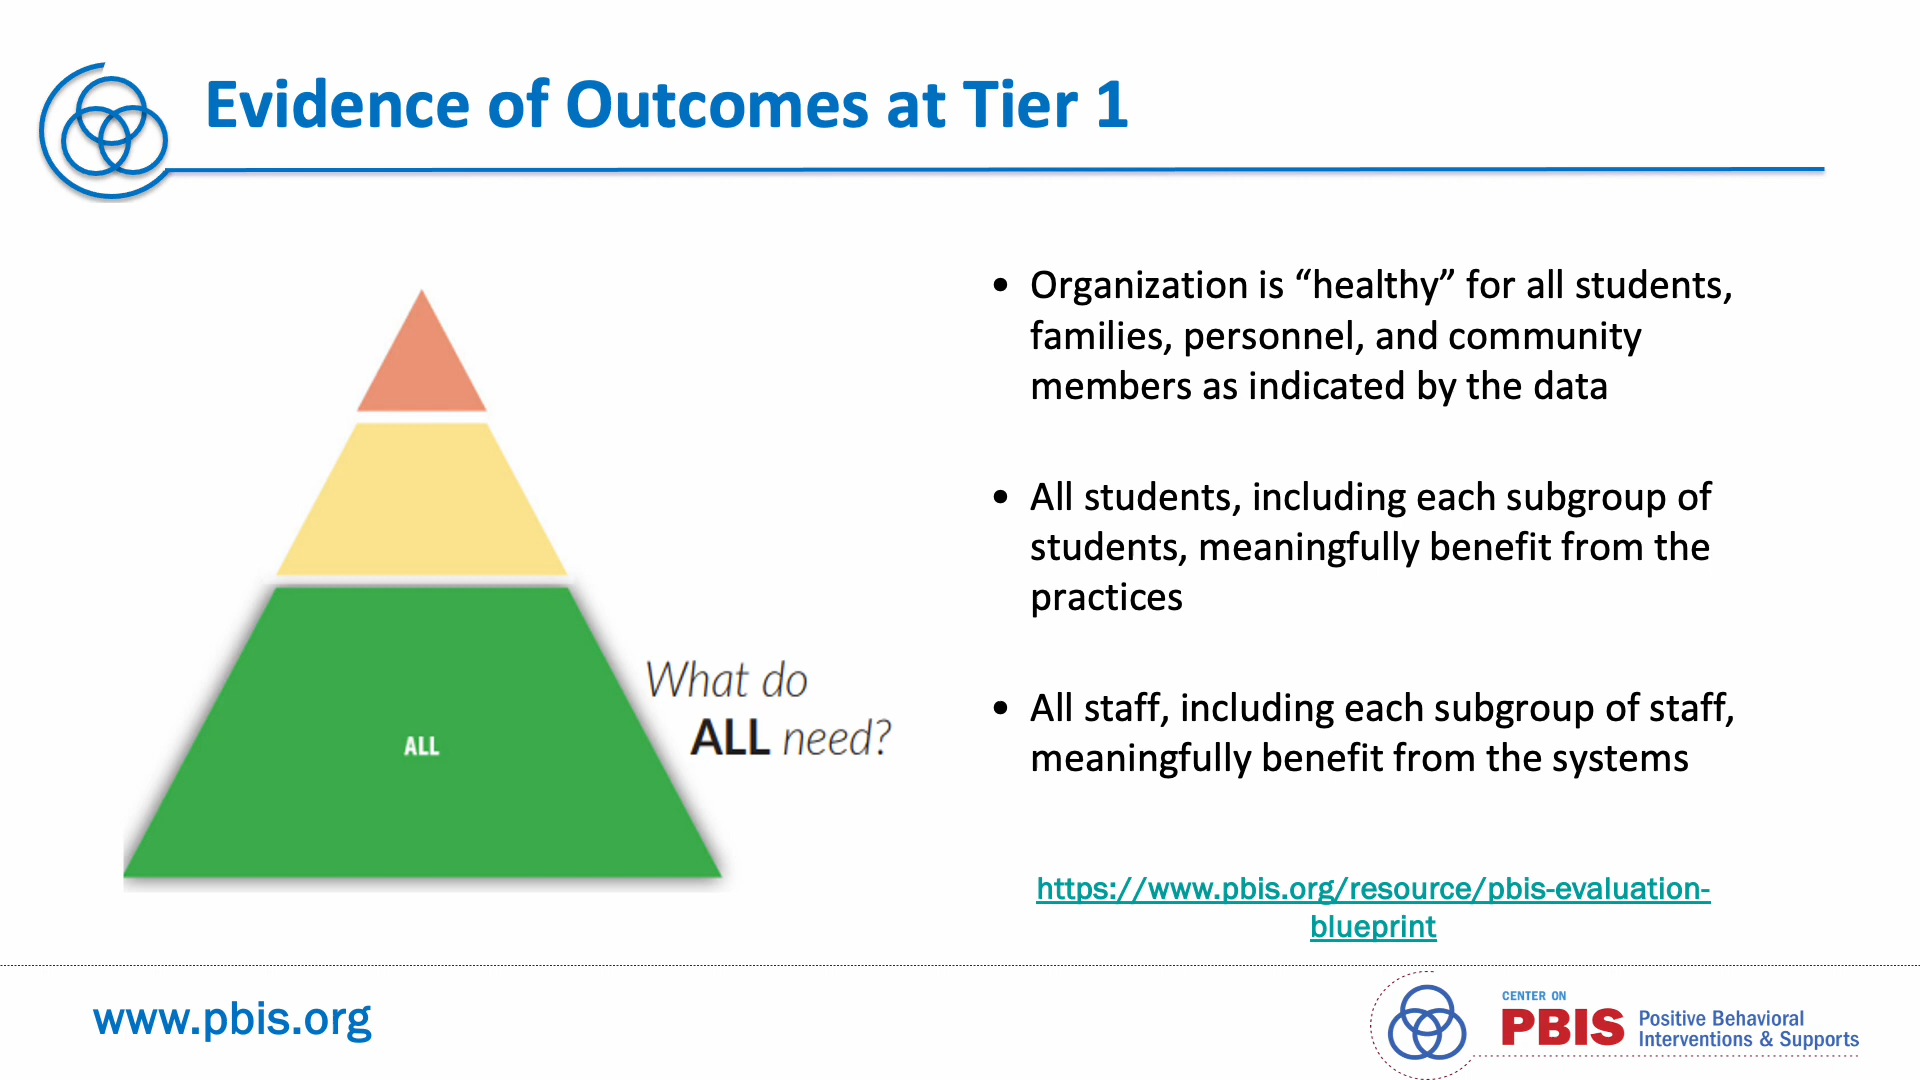 Evidence of Outcomes at Tier 1
ALL
What do
ALL need?
• Organization is “healthy” for all students,
families, personnel, and community
members as indicated by the data
• All students, including each subgroup of
students, meaningfully benefit from the
practices
• All staff, including each subgroup of staff,
meaningfully benefit from the systems
https://www.pbis.org/resource/pbis-evaluation-
blueprint
www.pbis.org
CENTER ON
PBIS
Positive Behavioral
Interventions & Supports